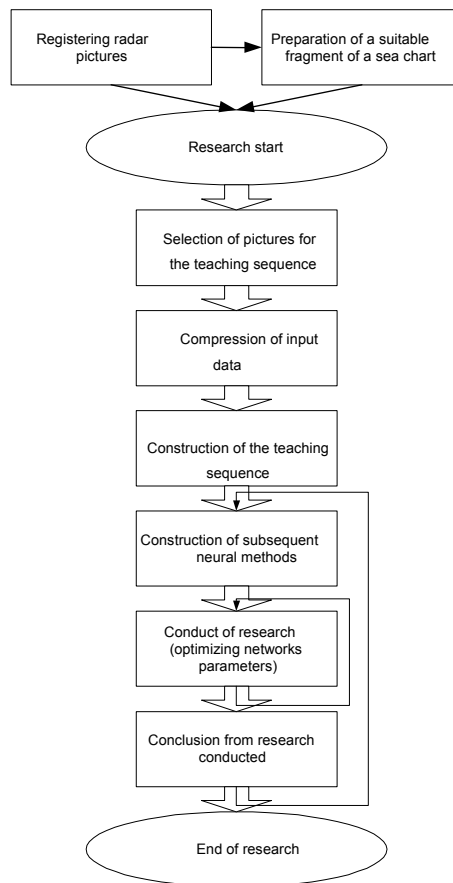 Registering radar
pictures
Preparation of a suitable
fragment of a sea chart
Research start
Selection of pictures for
the teaching sequence
Compression of input
data
Construction of the teaching
sequence
Construction of subsequent
neural methods
Conduct of research
(optimizing networks
parameters)
Conclusion from research
conducted
End of research